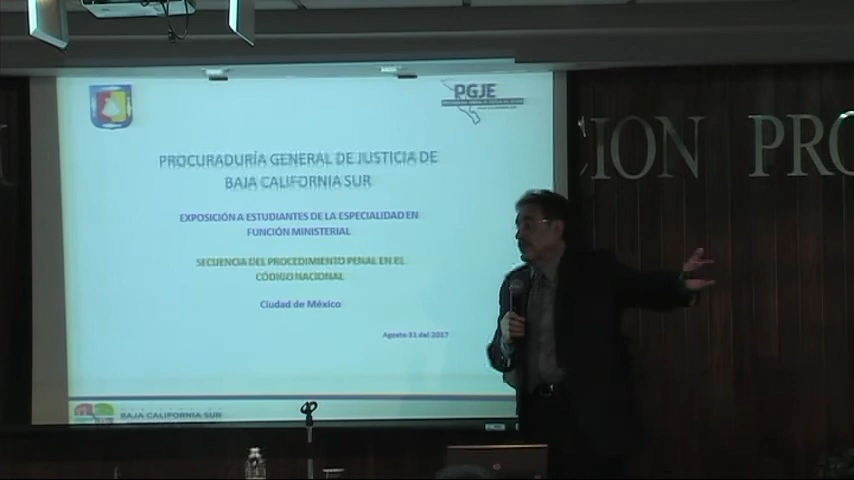 PGJE
PROCURADURÍA GENERAL DE JUSTICIA DE
BAJA CALIFORNIA SUR
EXPOSICIÓN A ESTUDIANTES DE LA ESPECIALIDAD EN
FUNCIÓN MINISTERIAL
SECUENCIA DEL PROCEDIMIENTO PENAL EN EL
CÓDIGO NACIONAL
Ciudad de México
Agosto 31 del 2017
BAJA CALIFORNIA SUR
CION PRO